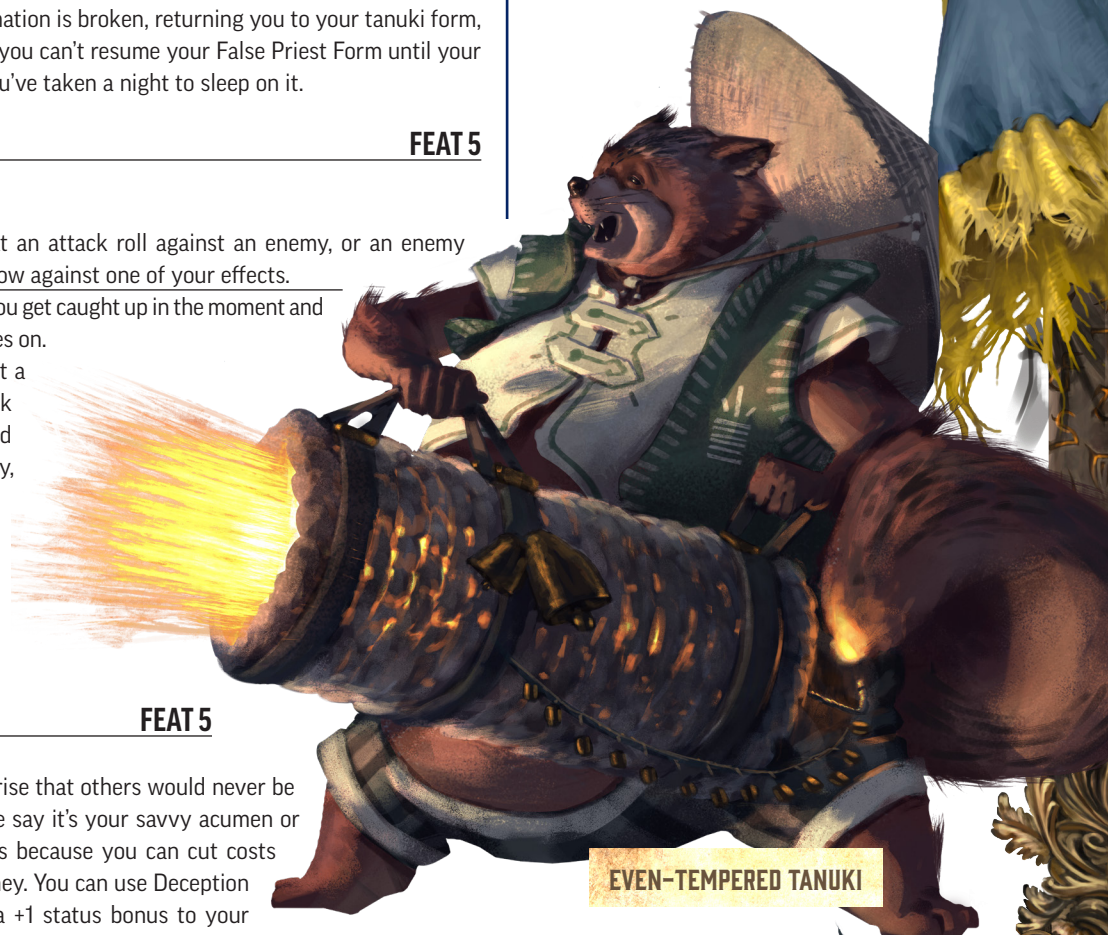 nation is broken, returning you to your tanuki form,
you can't resume your False Priest Form until your
u've taken a night to sleep on it.
FEAT 5
t an attack roll against an enemy, or an enemy
ow against one of your effects.
ou get caught up in the moment and
es on.
t a
k
d
y,
FEAT 5
rise that others would never be
e say it's your savvy acumen or
s because you can cut costs
ney. You can use Deception
a +1 status bonus to your
EVEN-TEMPERED TANUKI